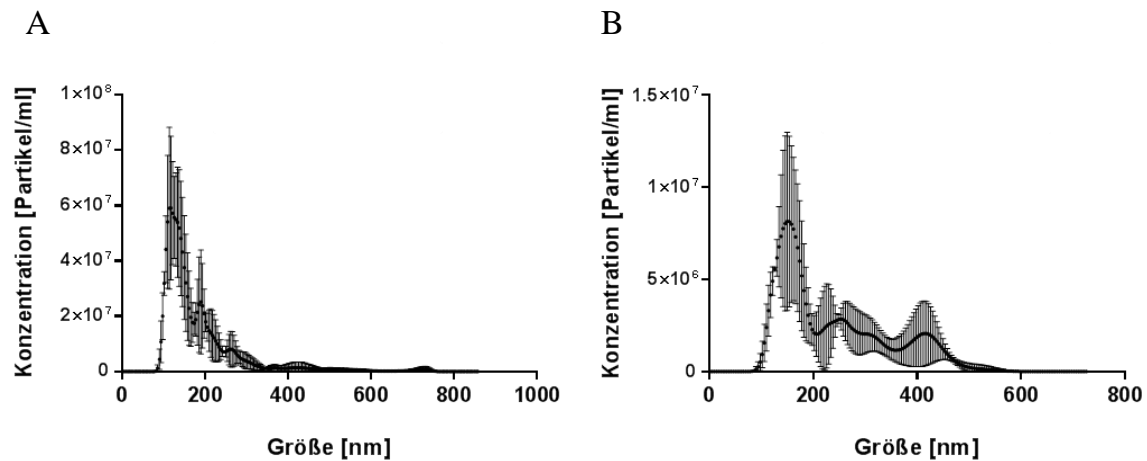 A
Konzentration [Partikel/ml]
1×10⁸
8×10⁷
6×10⁷
4×10⁷
2×10⁷
0
0 200 400 600 800 1000
Größe [nm]
B
Konzentration [Partikel/ml]
1.5×10⁷
1×10⁷
5×10⁶
0
0 200 400 600 800
Größe [nm]